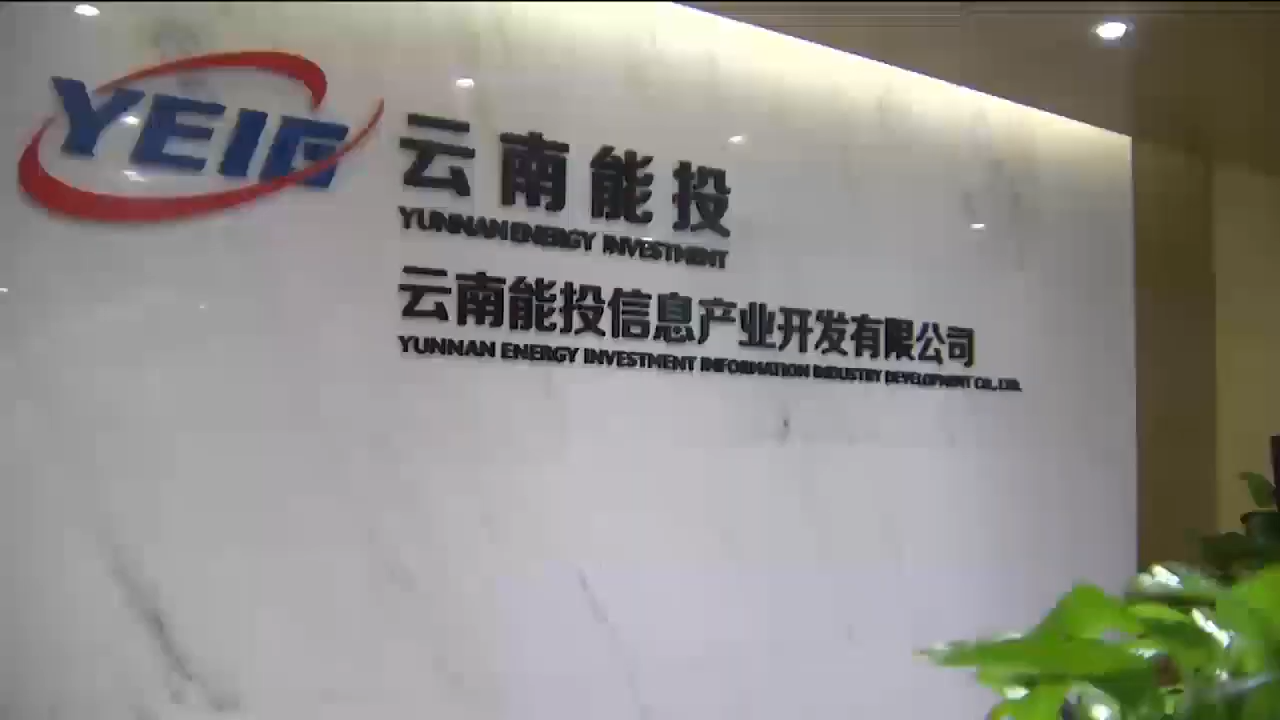 YEIG
云南能投
YUNNAN ENERGY INVESTMENT
云南能投信息产业开发有限公司
YUNNAN ENERGY INVESTMENT INFORMATION INDUSTRY DEVELOPMENT CO., LTD.